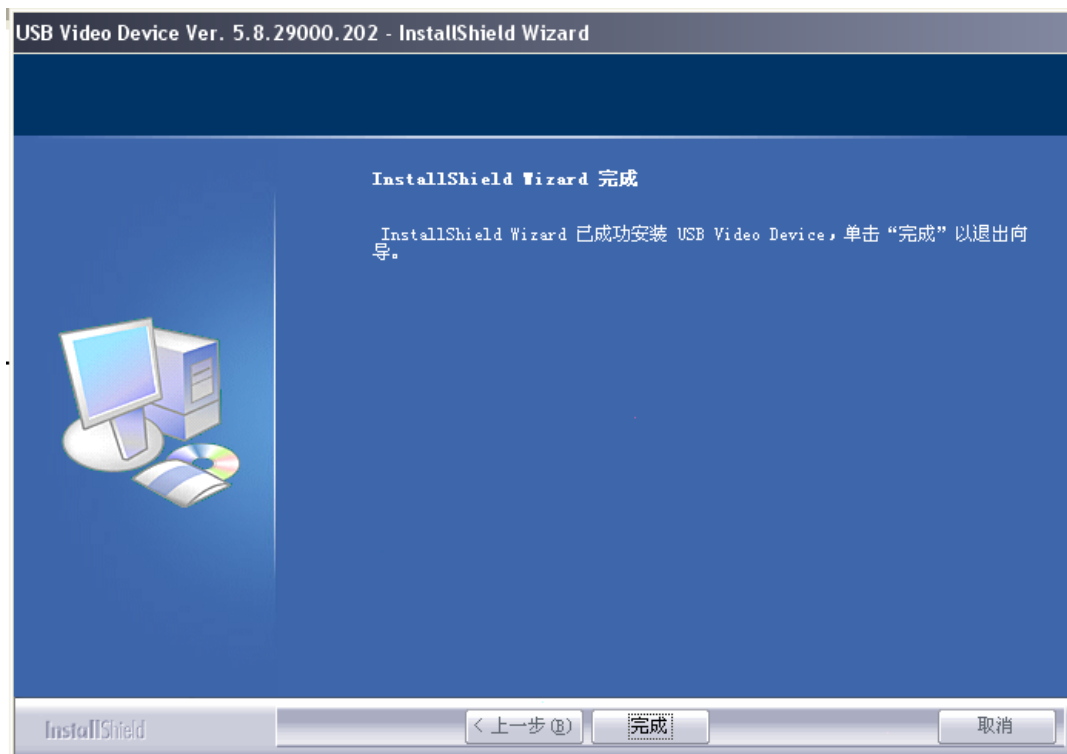 USB Video Device Ver. 5.8.29000.202 - InstallShield Wizard
InstallShield Wizard 完成
InstallShield Wizard 已成功安装 USB Video Device，单击“完成”以退出向
导。
InstallShield
< 上一步(B)
完成
取消